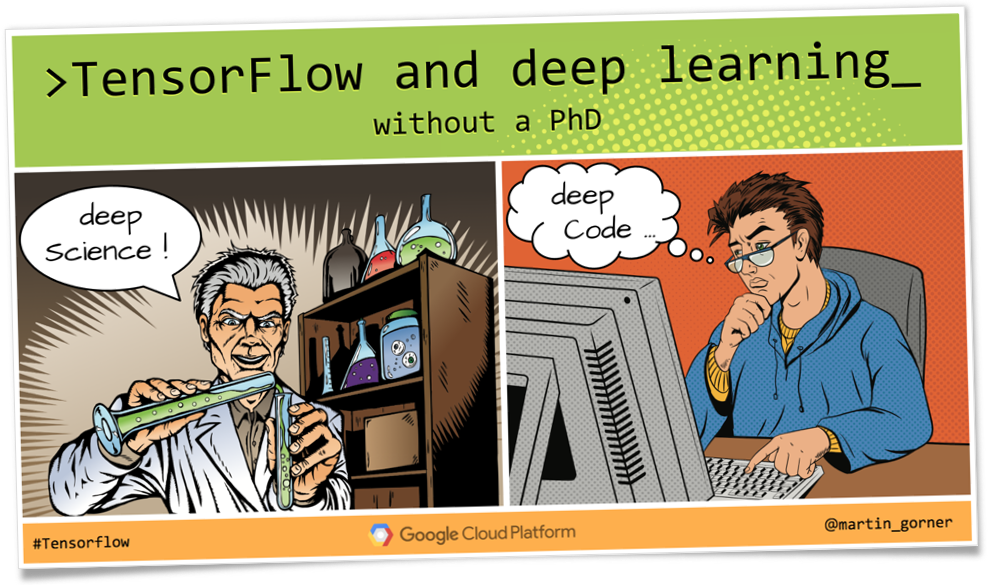 >TensorFlow and deep learning_
without a PhD
deep
Science !
deep
Code ...
#Tensorflow
Google Cloud Platform
@martin_gorner